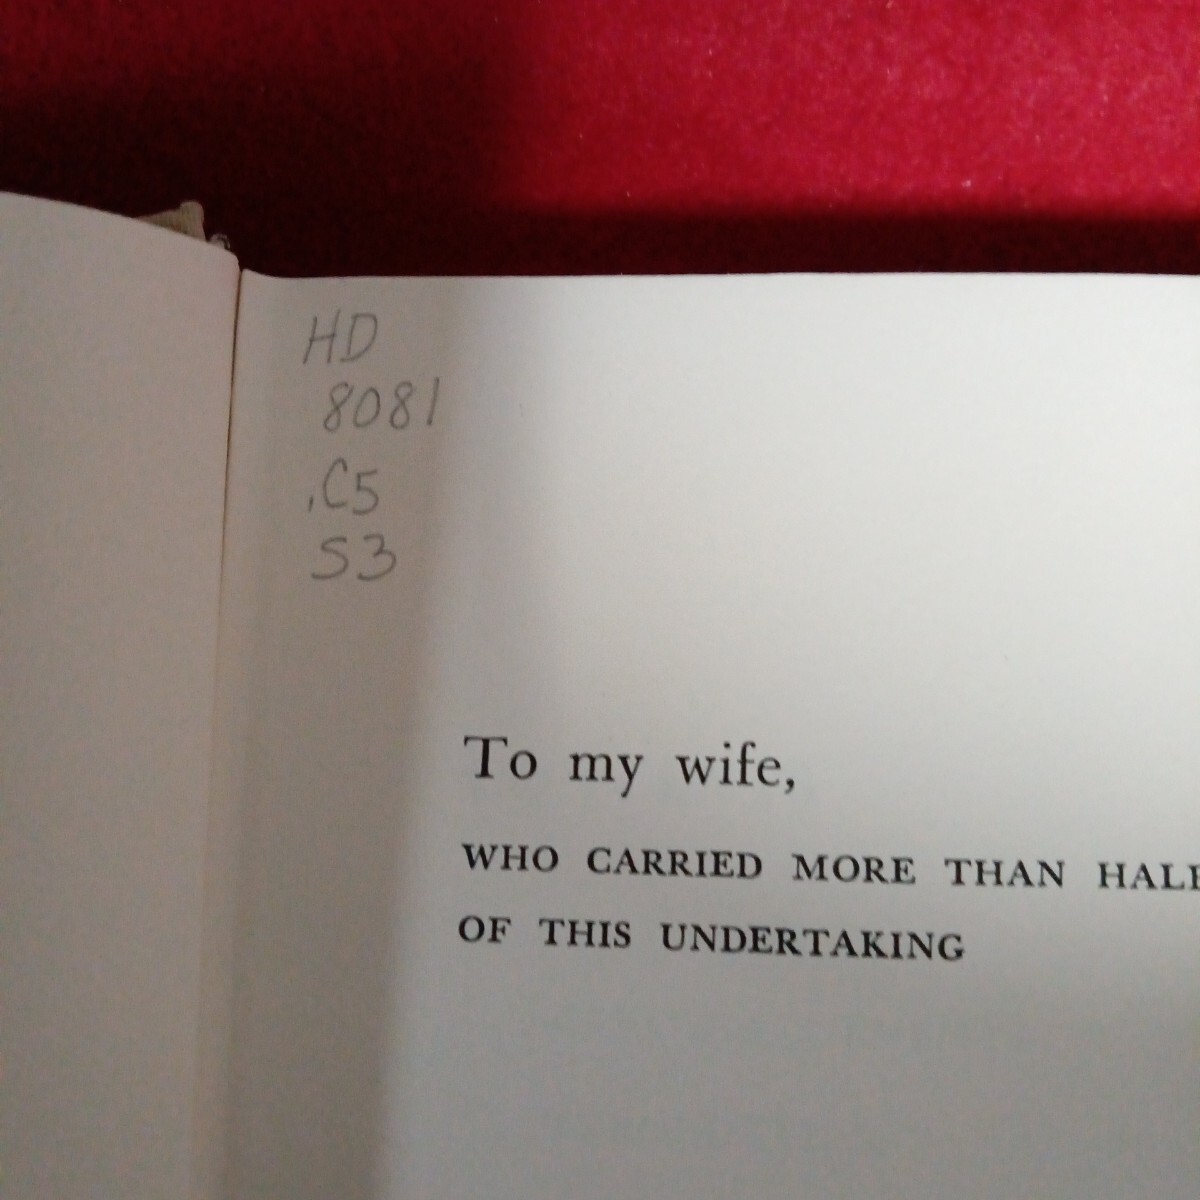 HD
8081
.C5
S3
To my wife,
WHO CARRIED MORE THAN HALF
OF THIS UNDERTAKING